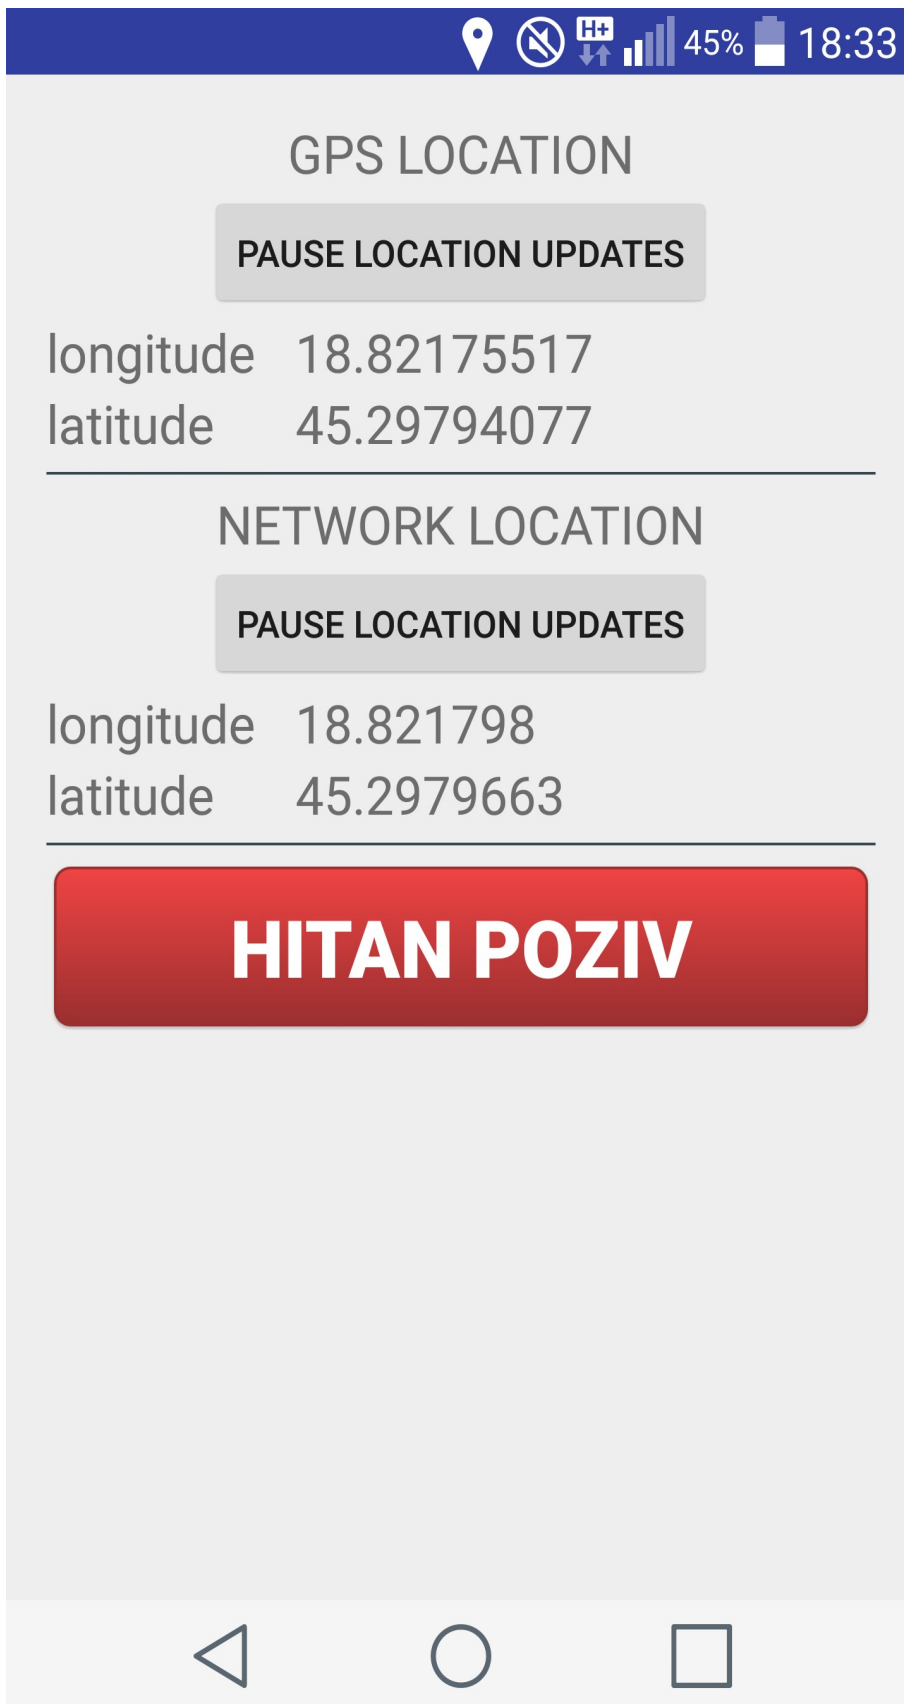 H+ 45% 18:33
GPS LOCATION
PAUSE LOCATION UPDATES
longitude 18.82175517
latitude 45.29794077
NETWORK LOCATION
PAUSE LOCATION UPDATES
longitude 18.821798
latitude 45.2979663
HITAN POZIV